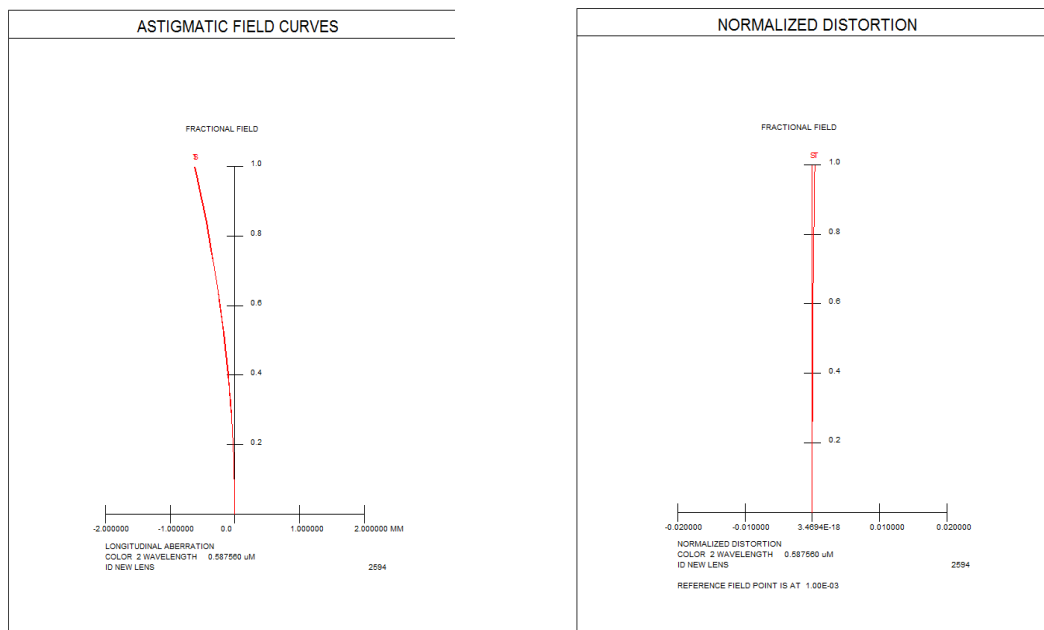 ASTIGMATIC FIELD CURVES
FRACTIONAL FIELD
TS
1.0
0.8
0.6
0.4
0.2
-2.000000 -1.000000 0.0 1.000000 2.000000 MM
LONGITUDINAL ABERRATION
COLOR 2 WAVELENGTH 0.587560 uM
ID NEW LENS 2594
NORMALIZED DISTORTION
FRACTIONAL FIELD
ST
1.0
0.8
0.6
0.4
0.2
-0.020000 -0.010000 3.4694E-18 0.010000 0.020000
NORMALIZED DISTORTION
COLOR 2 WAVELENGTH 0.587560 uM
ID NEW LENS 2594
REFERENCE FIELD POINT IS AT 1.00E-03